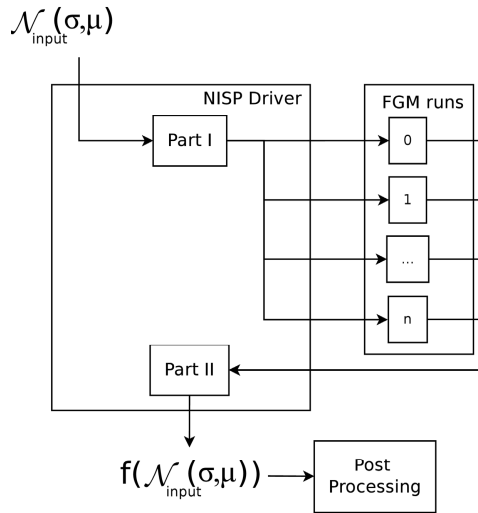 𝒩input(σ,μ)
NISP Driver
FGM runs
Part I
0
1
...
n
Part II
f(𝒩input(σ,μ))
Post
Processing